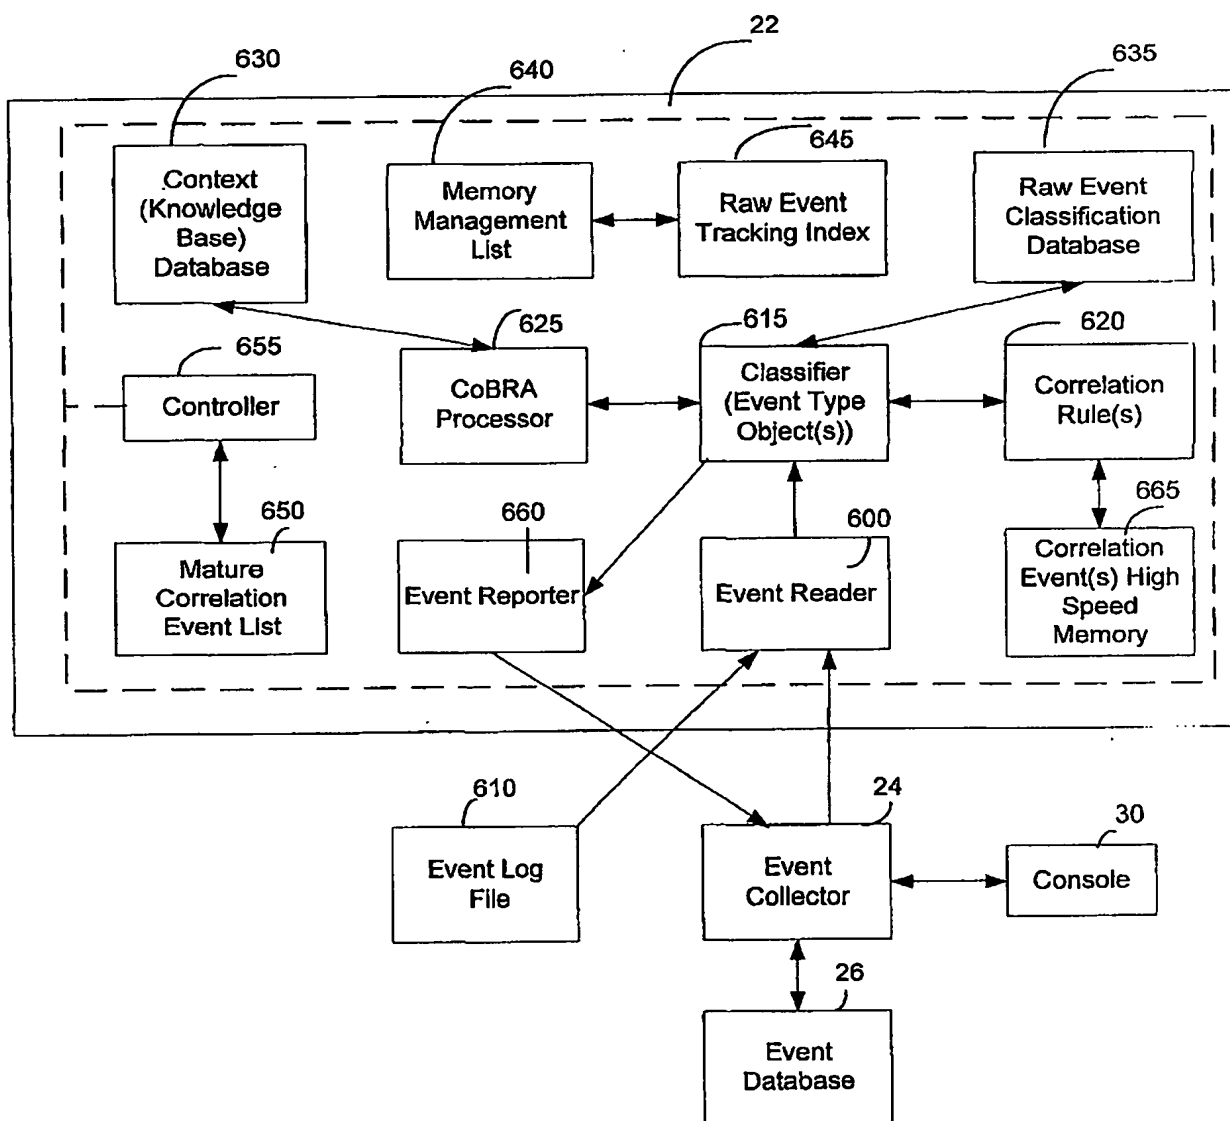 22
630
640
635
645
Context
(Knowledge
Base)
Database
Memory
Management
List
Raw Event
Tracking Index
Raw Event
Classification
Database
655
625
615
620
Controller
CoBRA
Processor
Classifier
(Event Type
Object(s))
Correlation
Rule(s)
650
660
600
665
Mature
Correlation
Event List
Event Reporter
Event Reader
Correlation
Event(s) High
Speed
Memory
610
24
30
Event Log
File
Event
Collector
Console
26
Event
Database